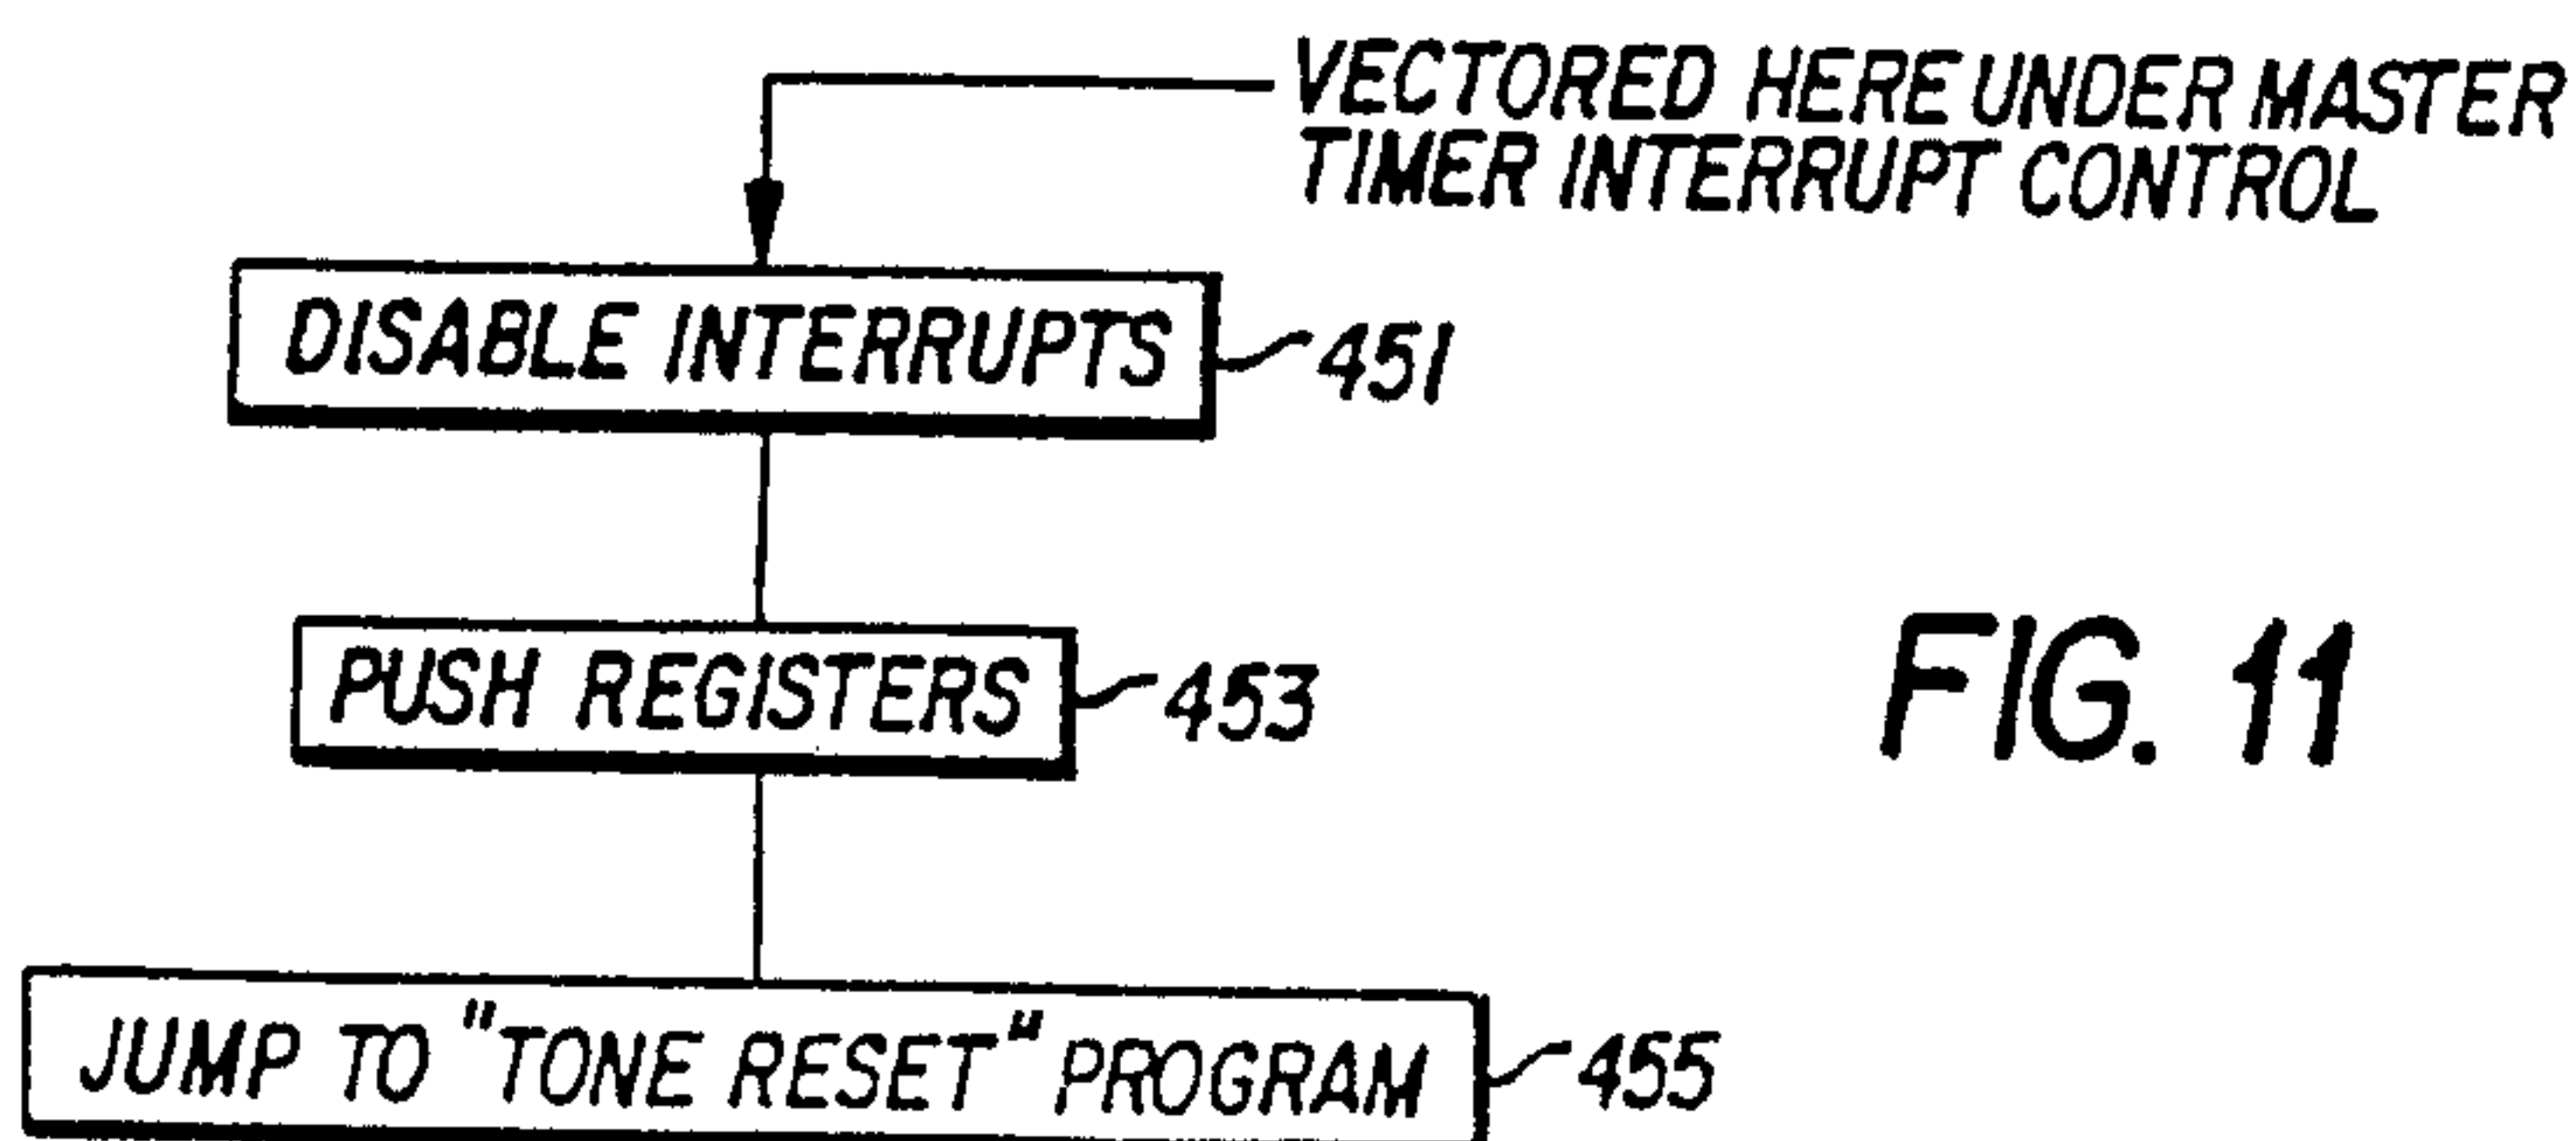 VECTORED HERE UNDER MASTER
TIMER INTERRUPT CONTROL
DISABLE INTERRUPTS 451
PUSH REGISTERS 453
FIG. 11
JUMP TO "TONE RESET" PROGRAM 455